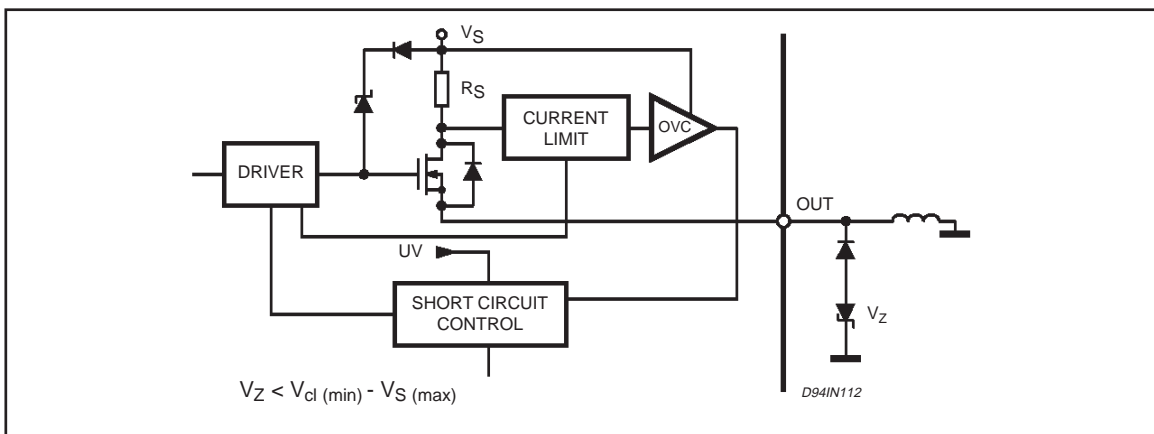 VS
RS
CURRENT
LIMIT
OVC
DRIVER
OUT
UV
SHORT CIRCUIT
CONTROL
VZ
VZ < Vcl (min) - VS (max)
D94IN112